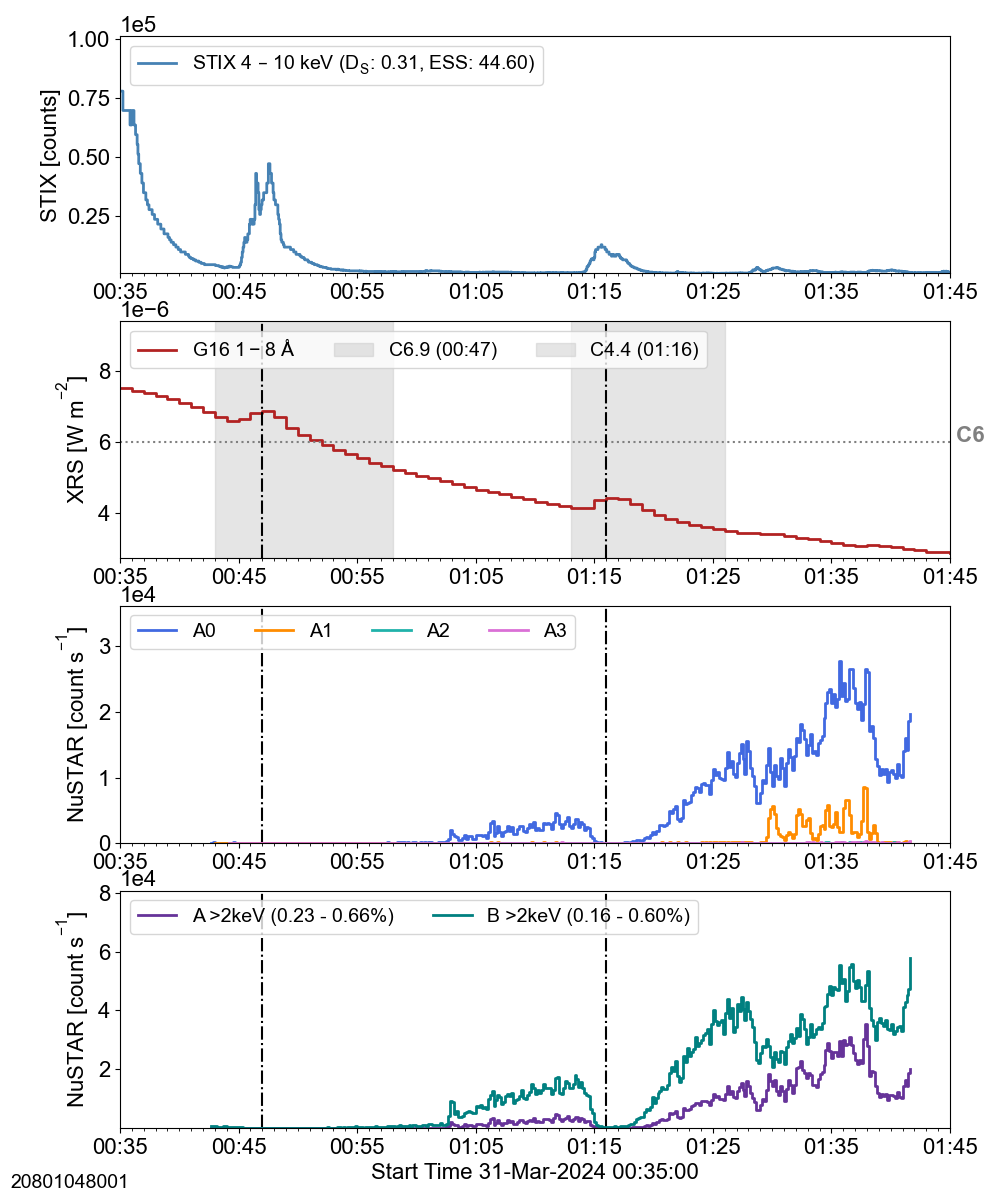 1e5
STIX 4 – 10 keV (D_S: 0.31, ESS: 44.60)
1.00
0.75
0.50
0.25
STIX [counts]
00:35 00:45 00:55 01:05 01:15 01:25 01:35 01:45
1e−6
G16 1 – 8 Å C6.9 (00:47) C4.4 (01:16)
8
6
4
XRS [W m⁻²]
C6
00:35 00:45 00:55 01:05 01:15 01:25 01:35 01:45
1e4
A0 A1 A2 A3
3
2
1
0
NuSTAR [count s⁻¹]
00:35 00:45 00:55 01:05 01:15 01:25 01:35 01:45
1e4
A >2keV (0.23 - 0.66%) B >2keV (0.16 - 0.60%)
8
6
4
2
NuSTAR [count s⁻¹]
00:35 00:45 00:55 01:05 01:15 01:25 01:35 01:45
Start Time 31-Mar-2024 00:35:00
20801048001